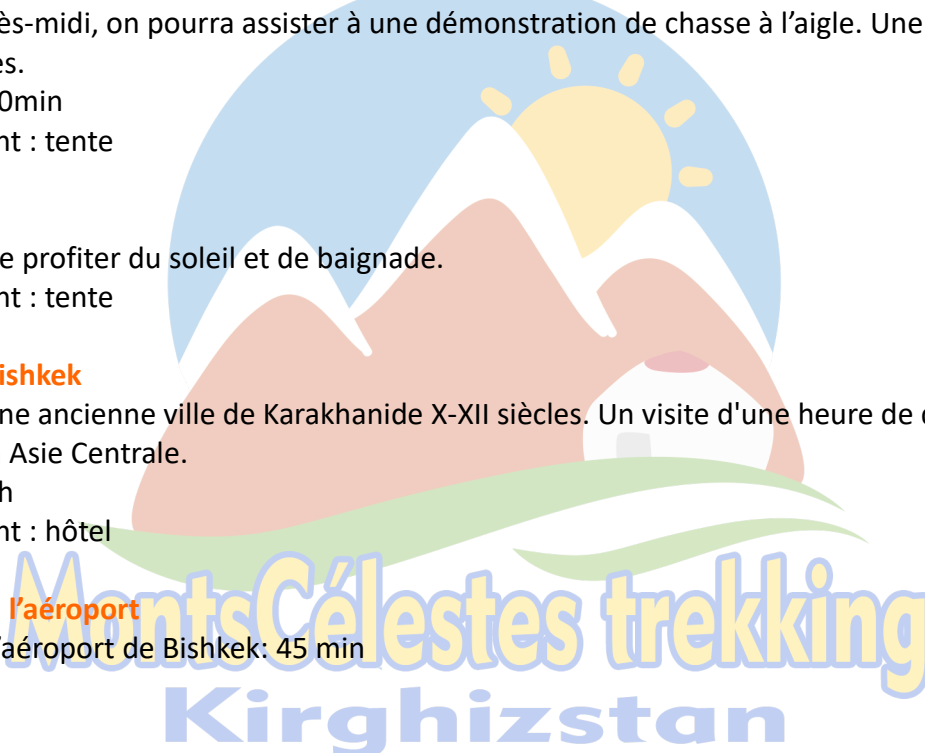 ès-midi, on pourra assister à une démonstration de chasse à l'aigle. Une
es.
0min
nt : tente
e profiter du soleil et de baignade.
nt : tente
ishkek
ne ancienne ville de Karakhanide X-XII siècles. Un visite d'une heure de
Asie Centrale.
h
nt : hôtel
l'aéroport
'aéroport de Bishkek: 45 min
MontsCélestes trekking
Kirghizstan